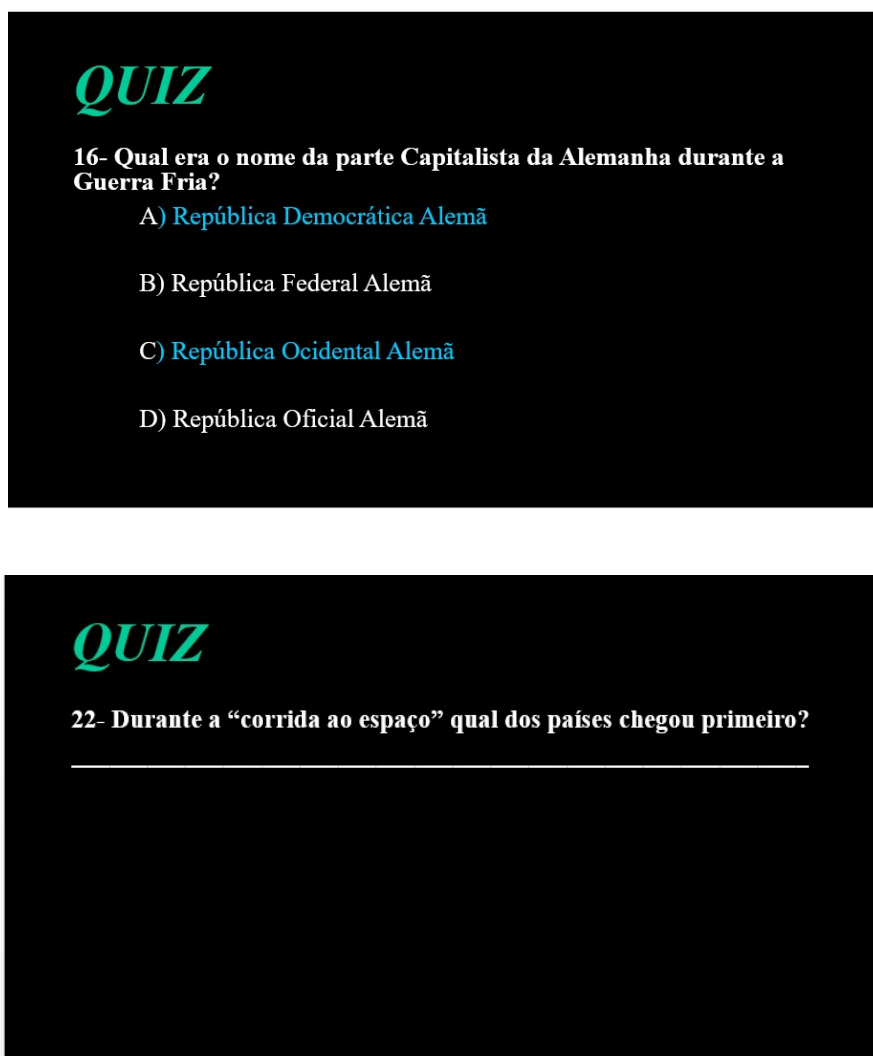 QUIZ
16- Qual era o nome da parte Capitalista da Alemanha durante a
Guerra Fria?
A) República Democrática Alemã
B) República Federal Alemã
C) República Ocidental Alemã
D) República Oficial Alemã
QUIZ
22- Durante a “corrida ao espaço” qual dos países chegou primeiro?